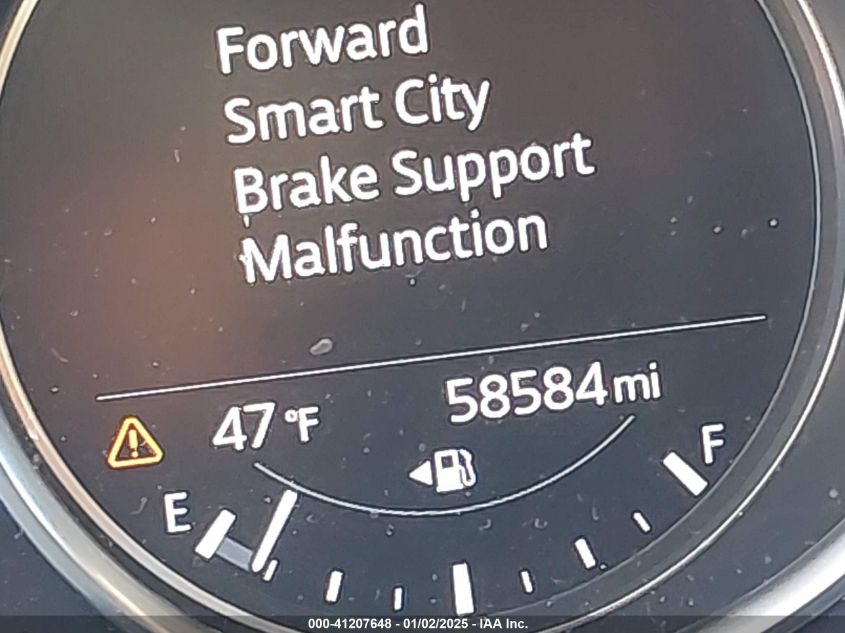 Forward
Smart City
Brake Support
Malfunction
47 °F 58584 mi
E F
000-41207648 - 01/02/2025 - IAA Inc.